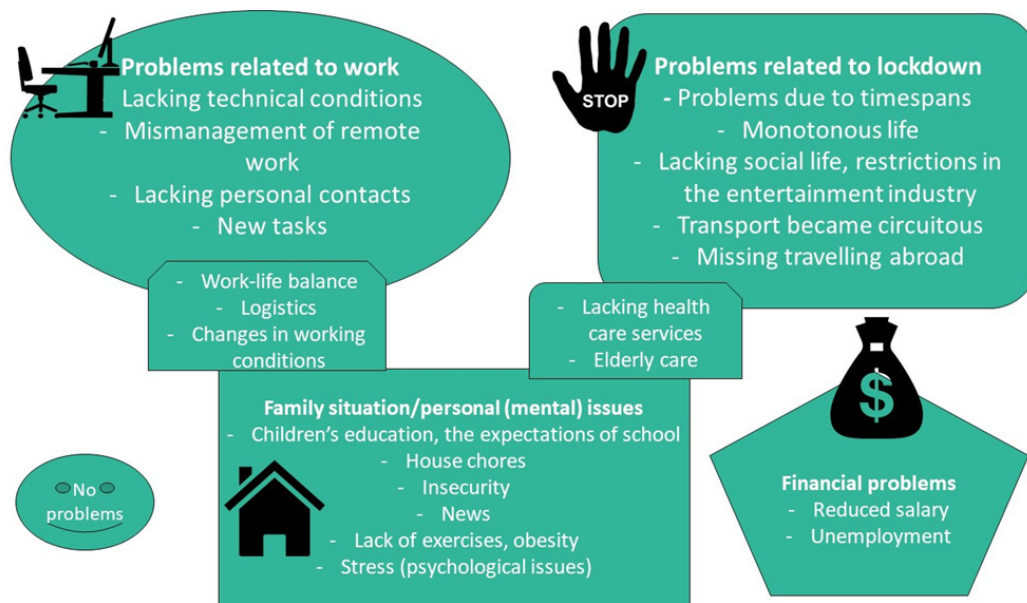 Problems related to work
Lacking technical conditions
- Mismanagement of remote
work
- Lacking personal contacts
- New tasks
STOP
Problems related to lockdown
- Problems due to timespans
- Monotonous life
- Lacking social life, restrictions in
the entertainment industry
- Transport became circuitous
- Missing travelling abroad
- Work-life balance
- Logistics
- Changes in working
conditions
- Lacking health
care services
- Elderly care
Family situation/personal (mental) issues
- Children's education, the expectations of school
- House chores
- Insecurity
- News
- Lack of exercises, obesity
- Stress (psychological issues)
No
problems
$
Financial problems
- Reduced salary
- Unemployment